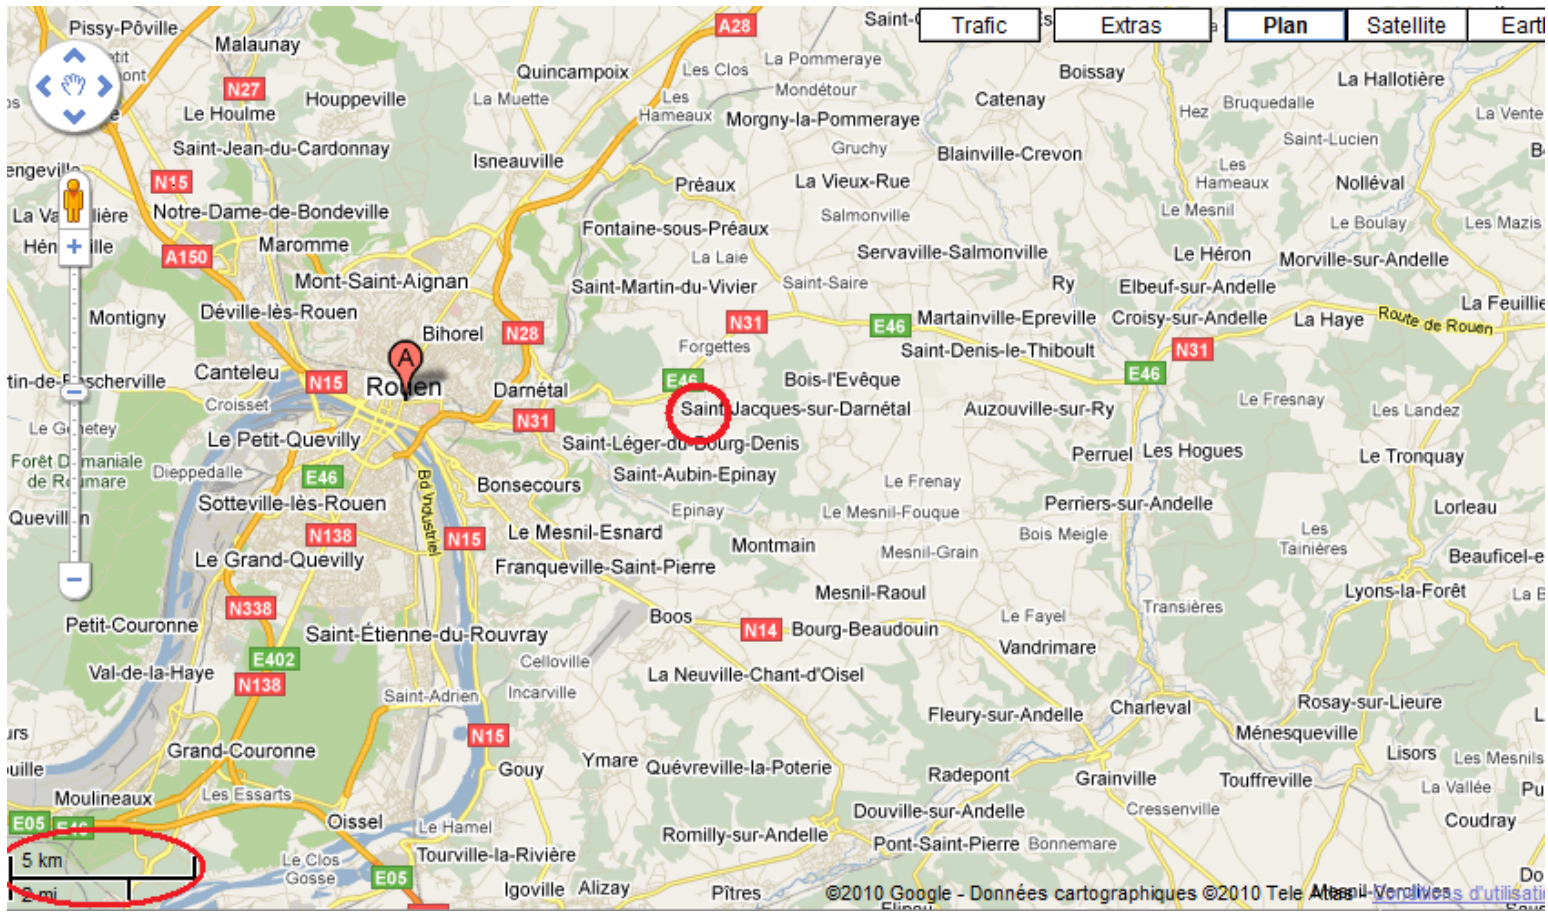 Pissy-Pôville
A28
Trafic
Extras
Plan
Satellite
Malaunay
Quincampoix
Les Clos
La Pommeraye
Boissay
La Hallotière
N27
Houppeville
La Muette
Les
Hameaux
Mondétour
Catenay
Hez
Bruquedalle
La Vente
Le Houlme
Morgny-la-Pommeraye
Saint-Lucien
Saint-Jean-du-Cardonnay
Isneauville
Gruchy
Blainville-Crevon
Les
Hameaux
Nolléval
N15
Préaux
La Vieux-Rue
Notre-Dame-de-Bondeville
Salmonville
Le Mesnil
Le Boulay
Les Mazis
Fontaine-sous-Préaux
Maromme
A150
La Laie
Servaville-Salmonville
Le Héron
Morville-sur-Andelle
Mont-Saint-Aignan
Saint-Martin-du-Vivier
Saint-Saire
Ry
Elbeuf-sur-Andelle
Montigny
Déville-lès-Rouen
Bihorel
N28
N31
E46
Martainville-Epreville
Croisy-sur-Andelle
La Haye
Route de Rouen
La Feuillie
Forgettes
Saint-Denis-le-Thiboult
N31
A
Rouen
Canteleu
N15
Darnétal
E46
Bois-l'Evêque
E46
Croisset
N31
Saint-Jacques-sur-Darnétal
Auzouville-sur-Ry
Le Fresnay
Les Landez
Le Petit-Quevilly
Saint-Léger-du-Bourg-Denis
Perruel
Les Hogues
Le Tronquay
Dieppedalle
E46
Bd Industriel
Bonsecours
Saint-Aubin-Epinay
Le Frenay
Sotteville-lès-Rouen
Epinay
Le Mesnil-Fouque
Perriers-sur-Andelle
Lorleau
N138
N15
Le Mesnil-Esnard
Montmain
Mesnil-Grain
Bois Meigle
Les
Tainières
Le Grand-Quevilly
Franqueville-Saint-Pierre
Mesnil-Raoul
Lyons-la-Forêt
N338
Petit-Couronne
Saint-Étienne-du-Rouvray
Boos
N14
Bourg-Beaudouin
Le Fayel
Transières
Vandrimare
E402
N138
Val-de-la-Haye
Celloville
La Neuville-Chant-d'Oisel
Saint-Adrien
Incarville
Fleury-sur-Andelle
Charleval
Rosay-sur-Lieure
N15
Ménesqueville
Grand-Couronne
Gouy
Ymare
Quévreville-la-Poterie
Radepont
Grainville
Touffreville
Lisors
Les Mesnils
La Vallée
Moulineaux
Les Essarts
Oissel
Le Hamel
Douville-sur-Andelle
Cressenville
Coudray
E05
E46
Romilly-sur-Andelle
Pont-Saint-Pierre
Bonnemare
5 km
2 mi
Le Clos
Gosse
E05
Tourville-la-Rivière
Igoville
Alizay
Pîtres
©2010 Google - Données cartographiques ©2010 Tele Atlas -